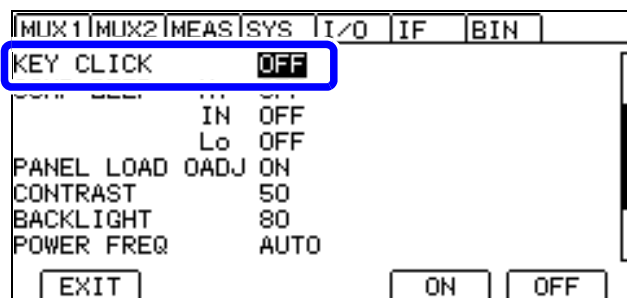 MUX1 MUX2 MEAS SYS I/O IF BIN
KEY CLICK OFF
IN OFF
Lo OFF
PANEL LOAD 0ADJ ON
CONTRAST 50
BACKLIGHT 80
POWER FREQ AUTO
EXIT ON OFF